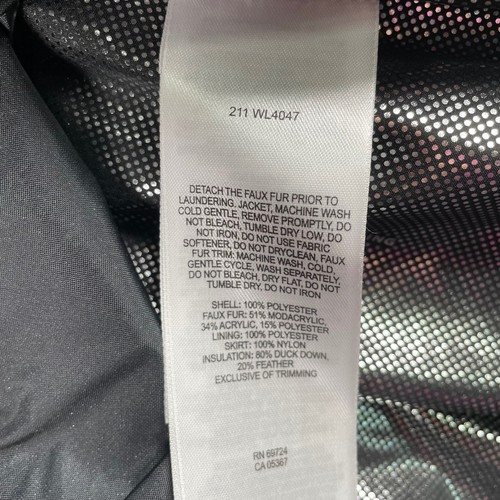 211 WL4047
DETACH THE FAUX FUR PRIOR TO
LAUNDERING. JACKET, MACHINE WASH
COLD GENTLE, REMOVE PROMPTLY, DO
NOT BLEACH, TUMBLE DRY LOW, DO
NOT IRON, DO NOT USE FABRIC
SOFTENER, DO NOT DRYCLEAN, FAUX
FUR TRIM: MACHINE WASH, COLD,
GENTLE CYCLE, WASH SEPARATELY,
DO NOT BLEACH, DRY FLAT, DO NOT
TUMBLE DRY, DO NOT IRON
SHELL: 100% POLYESTER
FAUX FUR: 51% MODACRYLIC,
34% ACRYLIC, 15% POLYESTER
LINING: 100% POLYESTER
SKIRT: 100% NYLON
INSULATION: 80% DUCK DOWN,
20% FEATHER
EXCLUSIVE OF TRIMMING
RN 69724
CA 05367